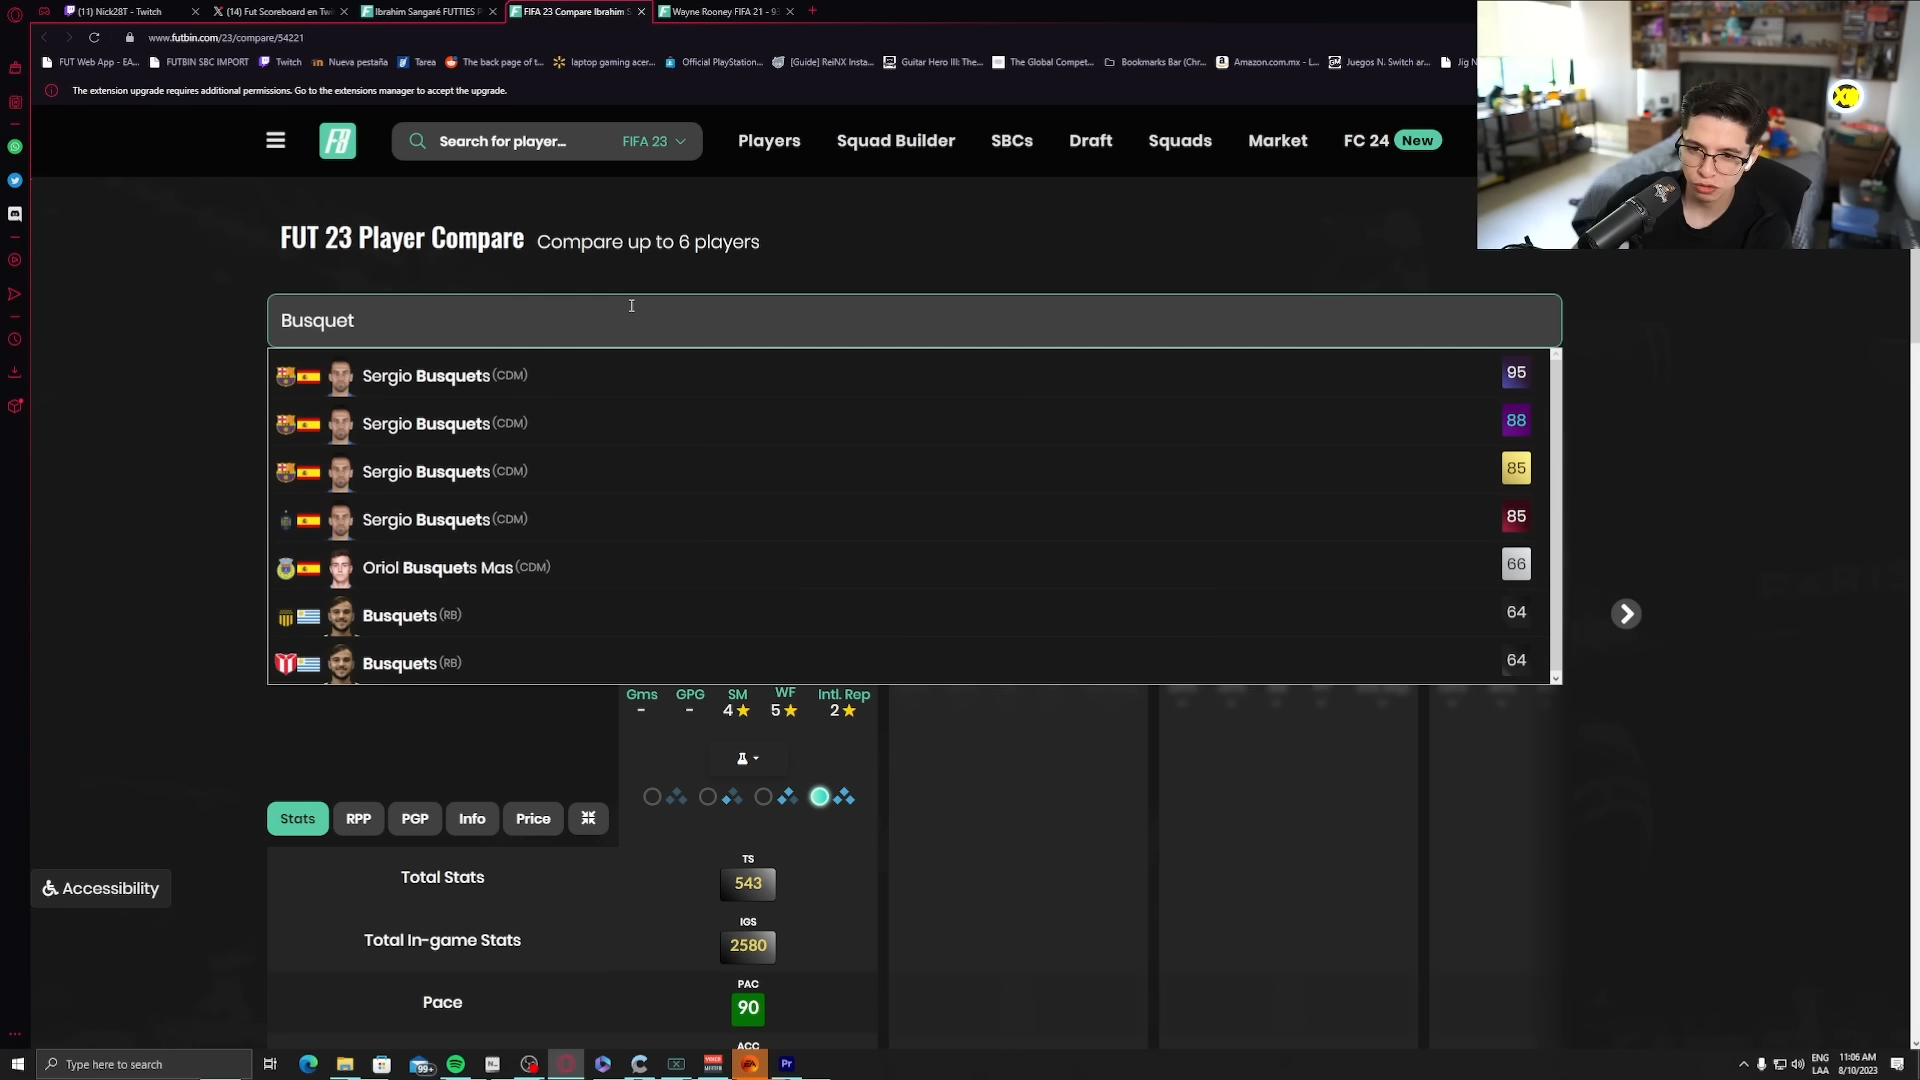 (11) Nick28T - Twitch
(14) Fut Scoreboard en Twi
Ibrahim Sangaré FUTTIES P
FIFA 23 Compare Ibrahim S
Wayne Rooney FIFA 21 - 93
www.futbin.com/23/compare/54221
FUT Web App - EA...
FUTBIN SBC IMPORT
Twitch
Nueva pestaña
Tarea
The back page of t...
laptop gaming acer...
Official PlayStation...
[Guide] ReiNX Insta...
Guitar Hero III: The...
The Global Compet...
Bookmarks Bar (Chr...
Amazon.com.mx - L...
Juegos N. Switch ar...
Jig N
The extension upgrade requires additional permissions. Go to the extensions manager to accept the upgrade.
FB
Search for player...
FIFA 23
Players
Squad Builder
SBCs
Draft
Squads
Market
FC 24 New
FUT 23 Player Compare Compare up to 6 players
Busquet
Sergio Busquets (CDM) 95
Sergio Busquets (CDM) 88
Sergio Busquets (CDM) 85
Sergio Busquets (CDM) 85
Oriol Busquets Mas (CDM) 66
Busquets (RB) 64
Busquets (RB) 64
Gms GPG SM WF Intl. Rep
- - 4 5 2
Stats RPP PGP Info Price
TS
Total Stats 543
IGS
Total In-game Stats 2580
PAC
Pace 90
ACC
Accessibility
Type here to search
99+
Pr
ENG
LAA
11:06 AM
8/10/2023